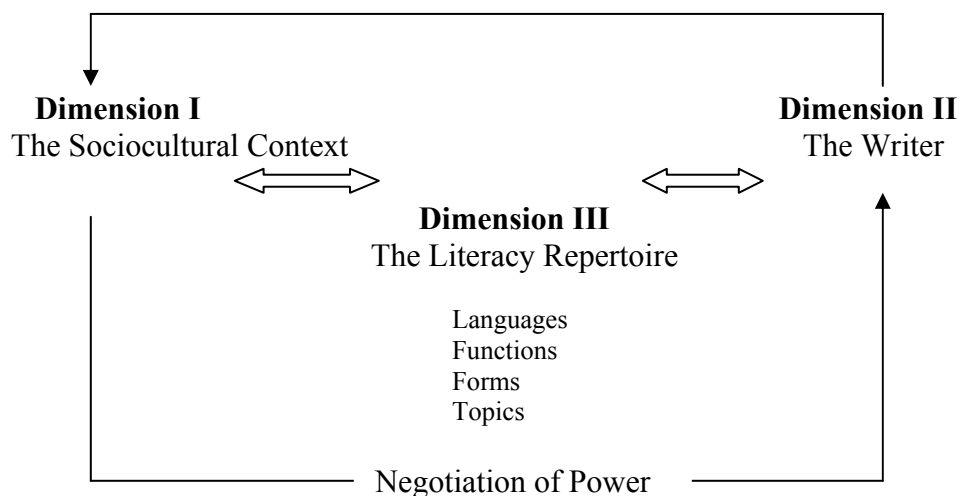 Dimension I
The Sociocultural Context
Dimension II
The Writer
Dimension III
The Literacy Repertoire
Languages
Functions
Forms
Topics
Negotiation of Power